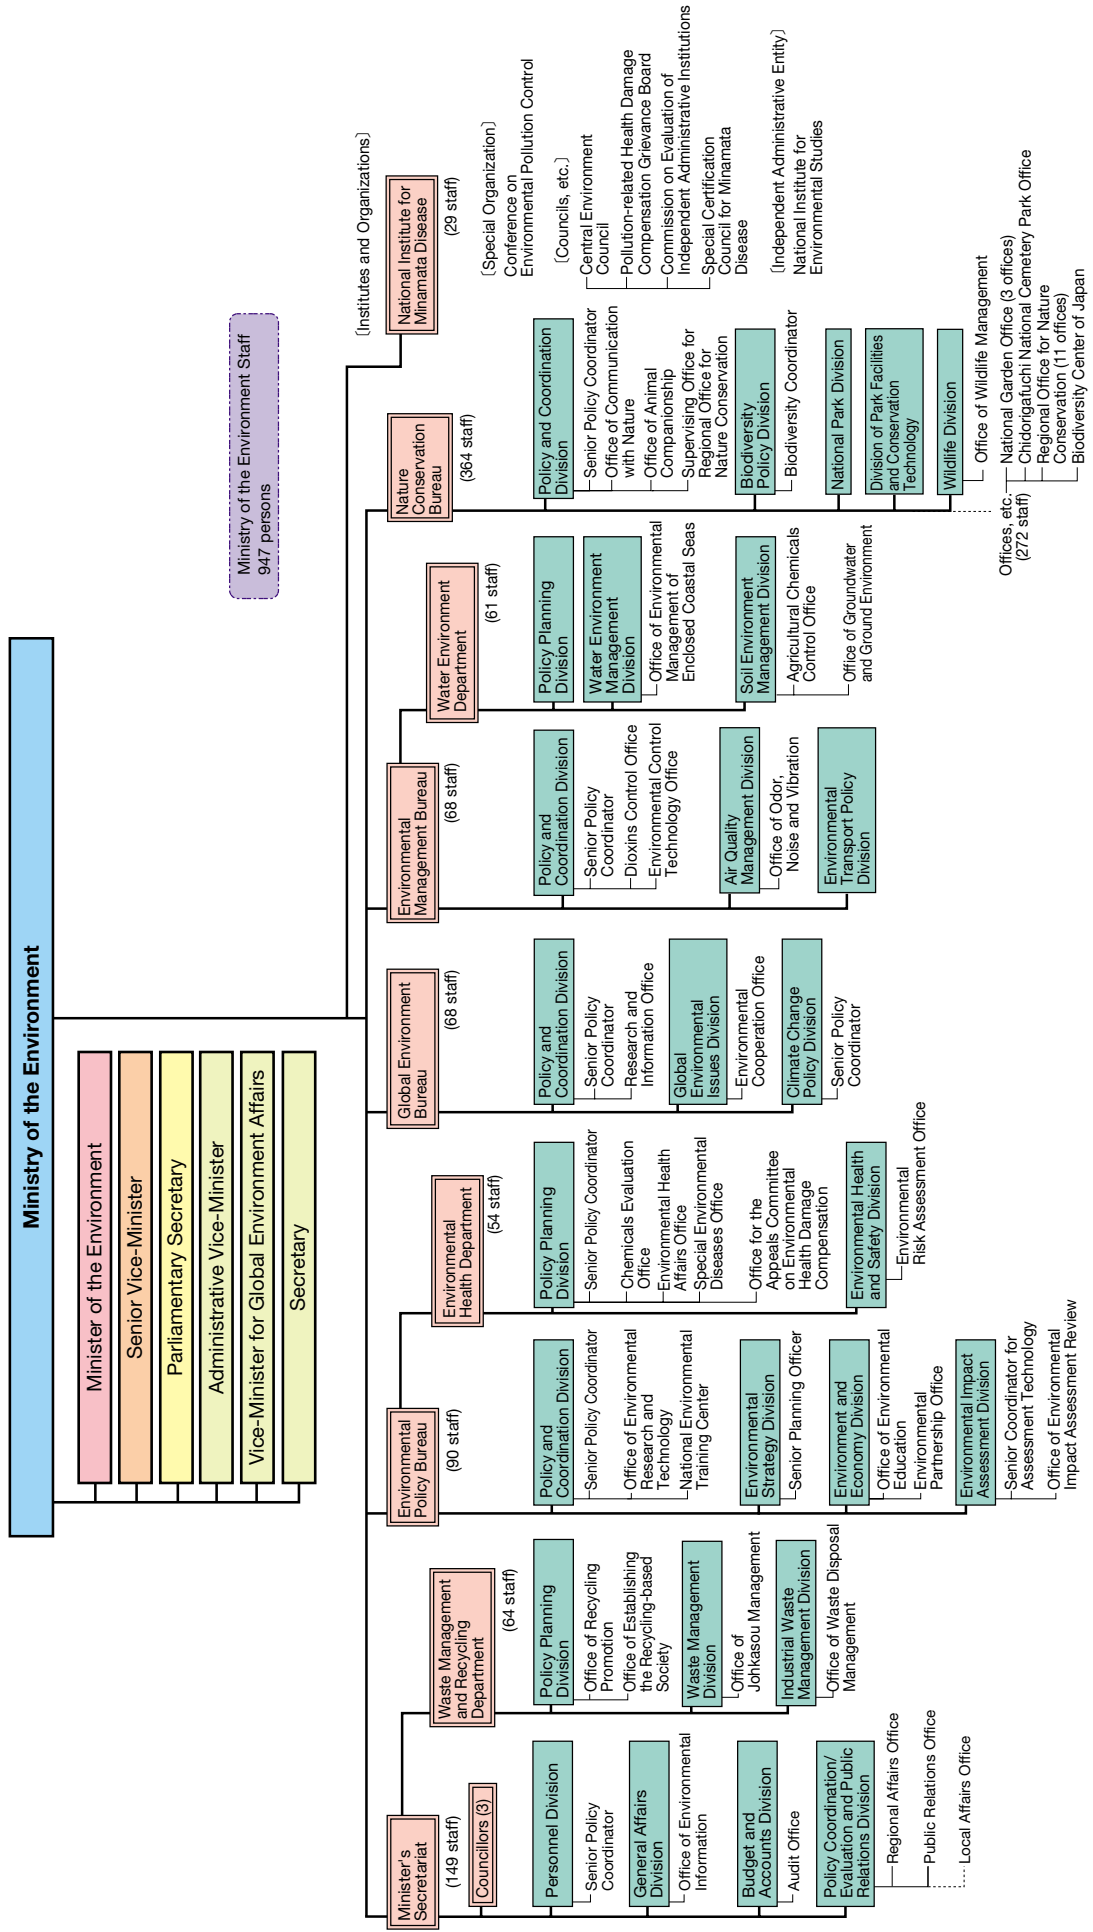 Ministry of the Environment
Minister of the Environment
Senior Vice-Minister
Parliamentary Secretary
Administrative Vice-Minister
Vice-Minister for Global Environment Affairs
Secretary
Ministry of the Environment Staff
947 persons
Minister's
Secretariat
(149 staff)
Councillors (3)
Personnel Division
Senior Policy
Coordinator
General Affairs
Division
Office of Environmental
Information
Budget and
Accounts Division
Audit Office
Policy Coordination/
Evaluation and Public
Relations Division
Regional Affairs Office
Public Relations Office
Local Affairs Office
Waste Management
and Recycling
Department
(64 staff)
Policy Planning
Division
Office of Recycling
Promotion
Office of Establishing
the Recycling-based
Society
Waste Management
Division
Office of
Johkasou Management
Industrial Waste
Management Division
Office of Waste Disposal
Management
Environmental
Policy Bureau
(90 staff)
Policy and
Coordination Division
Senior Policy Coordinator
Office of Environmental
Research and
Technology
National Environmental
Training Center
Environmental
Strategy Division
Senior Planning Officer
Environment and
Economy Division
Office of Environmental
Education
Environmental
Partnership Office
Environmental Impact
Assessment Division
Senior Coordinator for
Assessment Technology
Office of Environmental
Impact Assessment Review
Environmental
Health Department
(54 staff)
Policy Planning
Division
Senior Policy Coordinator
Chemicals Evaluation
Office
Environmental Health
Affairs Office
Special Environmental
Diseases Office
Office for the
Appeals Committee
on Environmental
Health Damage
Compensation
Environmental Health
and Safety Division
Environmental
Risk Assessment Office
Global Environment
Bureau
(68 staff)
Policy and
Coordination Division
Senior Policy
Coordinator
Research and
Information Office
Global
Environmental
Issues Division
Environmental
Cooperation Office
Climate Change
Policy Division
Senior Policy
Coordinator
Environmental
Management Bureau
(68 staff)
Policy and
Coordination Division
Senior Policy
Coordinator
Dioxins Control Office
Environmental Control
Technology Office
Air Quality
Management Division
Office of Odor,
Noise and Vibration
Environmental
Transport Policy
Division
Water Environment
Department
(61 staff)
Policy Planning
Division
Water Environment
Management
Division
Office of Environmental
Management of
Enclosed Coastal Seas
Soil Environment
Management Division
Agricultural Chemicals
Control Office
Office of Groundwater
and Ground Environment
Nature
Conservation
Bureau
(364 staff)
Policy and Coordination
Division
Senior Policy Coordinator
Office of Communication
with Nature
Office of Animal
Companionship
Supervising Office for
Regional Office for
Nature Conservation
Biodiversity
Policy Division
Biodiversity Coordinator
National Park Division
Division of Park Facilities
and Conservation
Technology
Wildlife Division
Office of Wildlife Management
Offices, etc.
(272 staff)
National Garden Office (3 offices)
Chidorigafuchi National Cemetery Park Office
Regional Office for Nature
Conservation (11 offices)
Biodiversity Center of Japan
〔Institutes and Organizations〕
National Institute for
Minamata Disease
(29 staff)
〔Special Organization〕
Conference on
Environmental Pollution Control
〔Councils, etc.〕
Central Environment
Council
Pollution-related Health Damage
Compensation Grievance Board
Commission on Evaluation of
Independent Administrative Institutions
Special Certification
Council for Minamata
Disease
〔Independent Administrative Entity〕
National Institute for
Environmental Studies